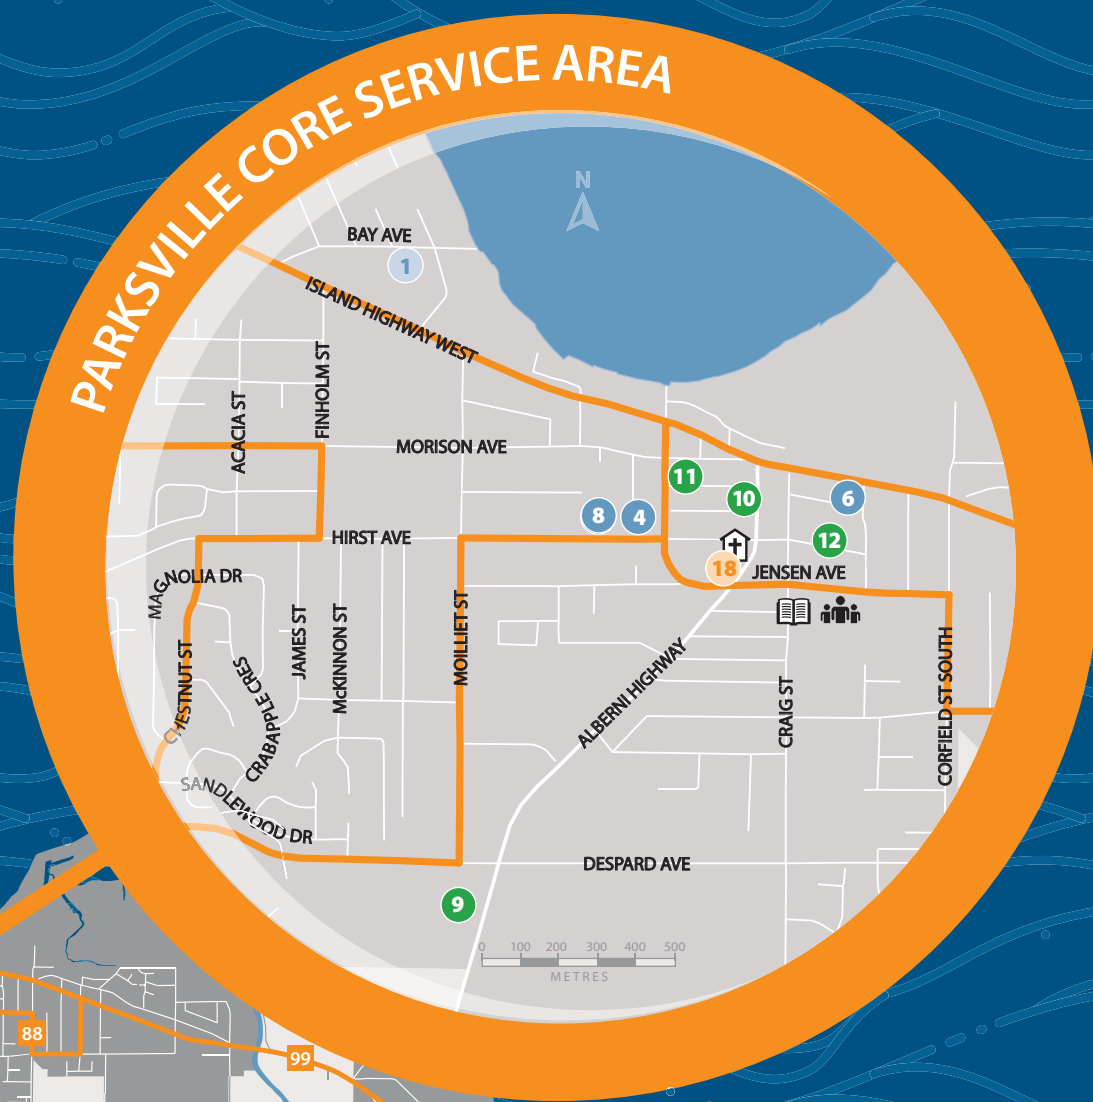 PARKSVILLE CORE SERVICE AREA
N
BAY AVE
1
ISLAND HIGHWAY WEST
FINHOLM ST
ACACIA ST
MORISON AVE
11
10
6
8
4
HIRST AVE
12
18
JENSEN AVE
MAGNOLIA DR
JAMES ST
McKINNON ST
MOILLIET ST
CHESTNUT ST
CRABAPPLE CRES
ALBERNI HIGHWAY
CRAIG ST
CORFIELD ST SOUTH
SANDLEWOOD DR
DESPARD AVE
9
0 100 200 300 400 500
METRES
88
99